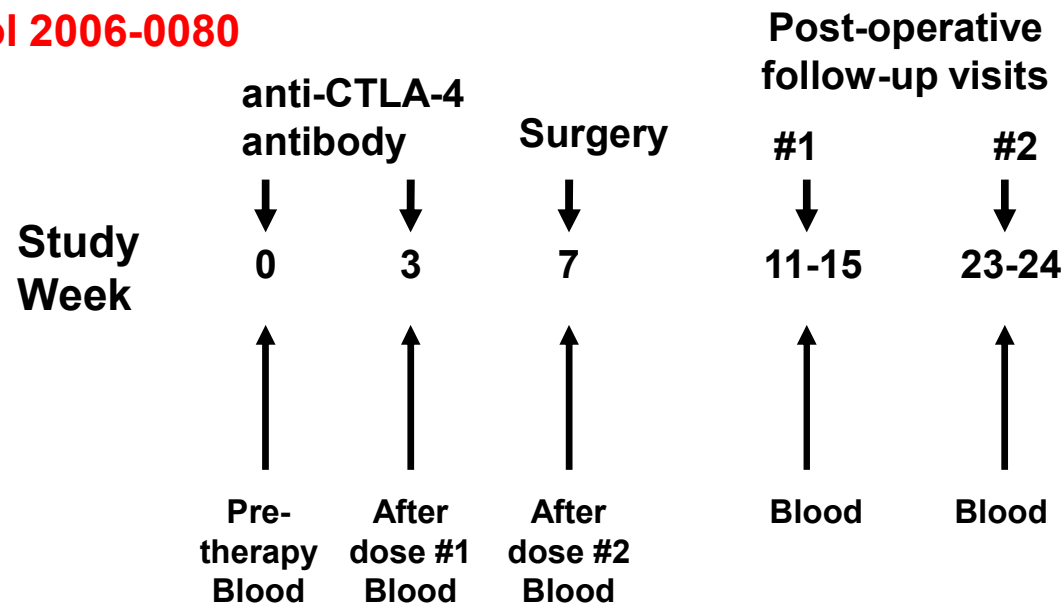 ol 2006-0080
Post-operative
follow-up visits
anti-CTLA-4
antibody
Surgery
#1
#2
Study
Week
0
3
7
11-15
23-24
Pre-
therapy
Blood
After
dose #1
Blood
After
dose #2
Blood
Blood
Blood